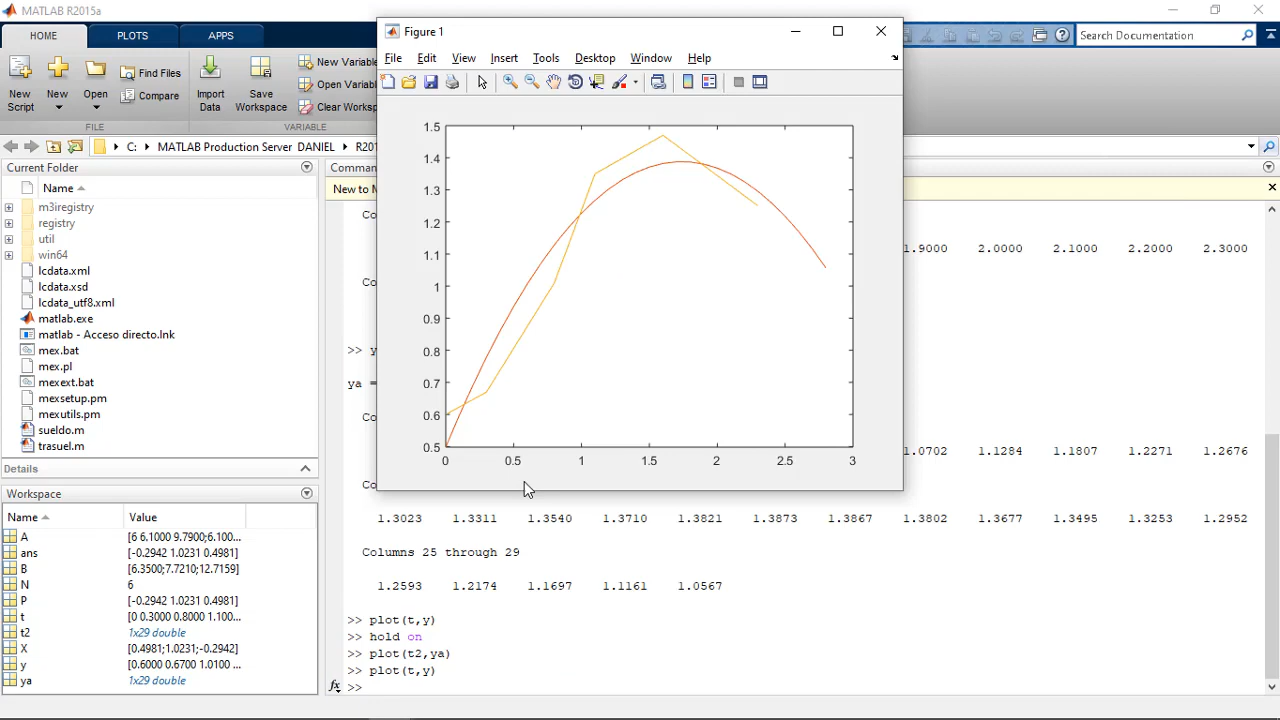 MATLAB R2015a
HOME PLOTS APPS
Search Documentation
New Script
New
Open
Find Files
Compare
Import Data
Save Workspace
New Variable
Open Variable
Clear Worksp
FILE
VARIABLE
C: MATLAB Production Server DANIEL R201
Current Folder
Name
m3registry
registry
util
win64
lcdata.xml
lcdata.xsd
lcdata_utf8.xml
matlab.exe
matlab - Acceso directo.lnk
mex.bat
mex.pl
mexext.bat
mexsetup.pm
mexutils.pm
sueldo.m
trasuel.m
Details
Workspace
Name Value
A [6 6.1000 9.7900;6.100...
ans [-0.2942 1.0231 0.4981]
B [6.3500;7.7210;12.7159]
N 6
P [-0.2942 1.0231 0.4981]
t [0 0.3000 0.8000 1.100...
t2 1x29 double
X [0.4981;1.0231;-0.2942]
y [0.6000 0.6700 1.0100 ...
ya 1x29 double
Figure 1
File Edit View Insert Tools Desktop Window Help
1.5
1.4
1.3
1.2
1.1
1
0.9
0.8
0.7
0.6
0.5
0 0.5 1 1.5 2 2.5 3
Comman
New to M
Co
1.9000 2.0000 2.1000 2.2000 2.3000
Co
>> y
ya =
Co
1.0702 1.1284 1.1807 1.2271 1.2676
Co
1.3023 1.3311 1.3540 1.3710 1.3821 1.3873 1.3867 1.3802 1.3677 1.3495 1.3253 1.2952
Columns 25 through 29
1.2593 1.2174 1.1697 1.1161 1.0567
>> plot(t,y)
>> hold on
>> plot(t2,ya)
>> plot(t,y)
fx >>